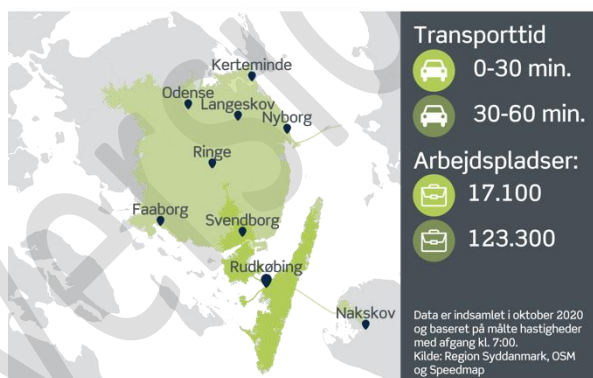 Kerteminde
Odense
Langeskov
Nyborg
Ringe
Faaborg
Svendborg
Rudkøbing
Nakskov
Transporttid
0-30 min.
30-60 min.
Arbejdspladser:
17.100
123.300
Data er indsamlet i oktober 2020
og baseret på målte hastigheder
med afgang kl. 7:00.
Kilde: Region Syddanmark, OSM
og Speedmap